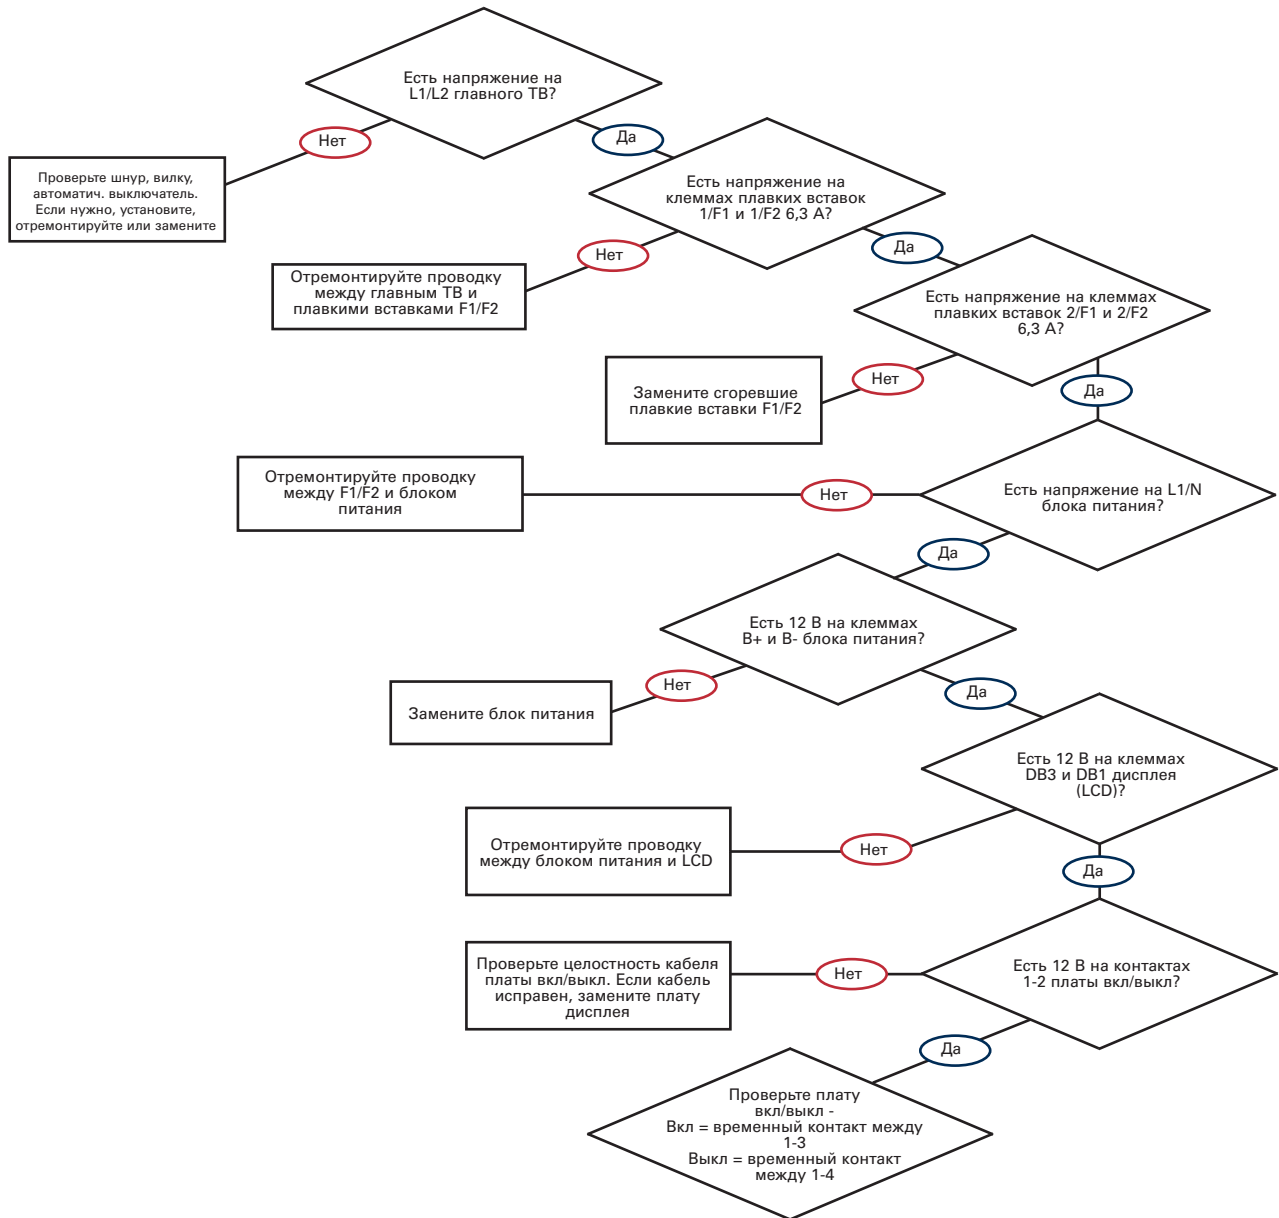 Есть напряжение на
L1/L2 главного ТВ?
Нет
Да
Проверьте шнур, вилку,
автоматич. выключатель.
Если нужно, установите,
отремонтируйте или замените
Есть напряжение на
клеммах плавких вставок
1/F1 и 1/F2 6,3 А?
Нет
Да
Отремонтируйте проводку
между главным ТВ и
плавкими вставками F1/F2
Есть напряжение на клеммах
плавких вставок 2/F1 и 2/F2
6,3 А?
Нет
Да
Замените сгоревшие
плавкие вставки F1/F2
Есть напряжение на L1/N
блока питания?
Нет
Да
Отремонтируйте проводку
между F1/F2 и блоком
питания
Есть 12 В на клеммах
B+ и B- блока питания?
Нет
Да
Замените блок питания
Есть 12 В на клеммах
DB3 и DB1 дисплея
(LCD)?
Нет
Да
Отремонтируйте проводку
между блоком питания и LCD
Есть 12 В на контактах
1-2 платы вкл/выкл?
Нет
Да
Проверьте целостность кабеля
платы вкл/выкл. Если кабель
исправен, замените плату
дисплея
Проверьте плату
вкл/выкл -
Вкл = временный контакт между
1-3
Выкл = временный контакт
между 1-4